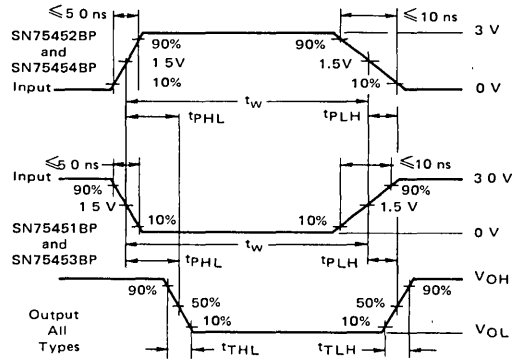 ≤5 0 ns
≤10 ns
SN75452BP
and
SN75454BP
Input
90%
1 5V
10%
90%
1.5V
10%
3 V
0 V
tw
tPHL
tPLH
≤5 0 ns
≤10 ns
Input
90%
1 5 V
10%
90%
1.5 V
10%
3 0 V
0 V
SN75451BP
and
SN75453BP
tw
tPHL
tPLH
Output
All
Types
90%
50%
10%
90%
50%
10%
VOH
VOL
tTHL
tTLH